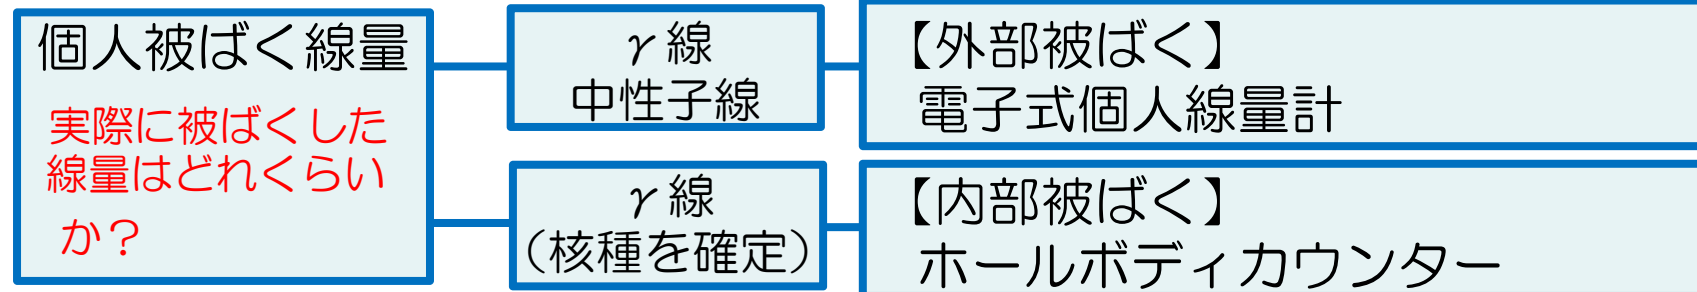 個人被ばく線量
実際に被ばくした
線量はどれくらい
か？
γ線
中性子線
【外部被ばく】
電子式個人線量計
γ線
（核種を確定）
【内部被ばく】
ホールボディカウンター